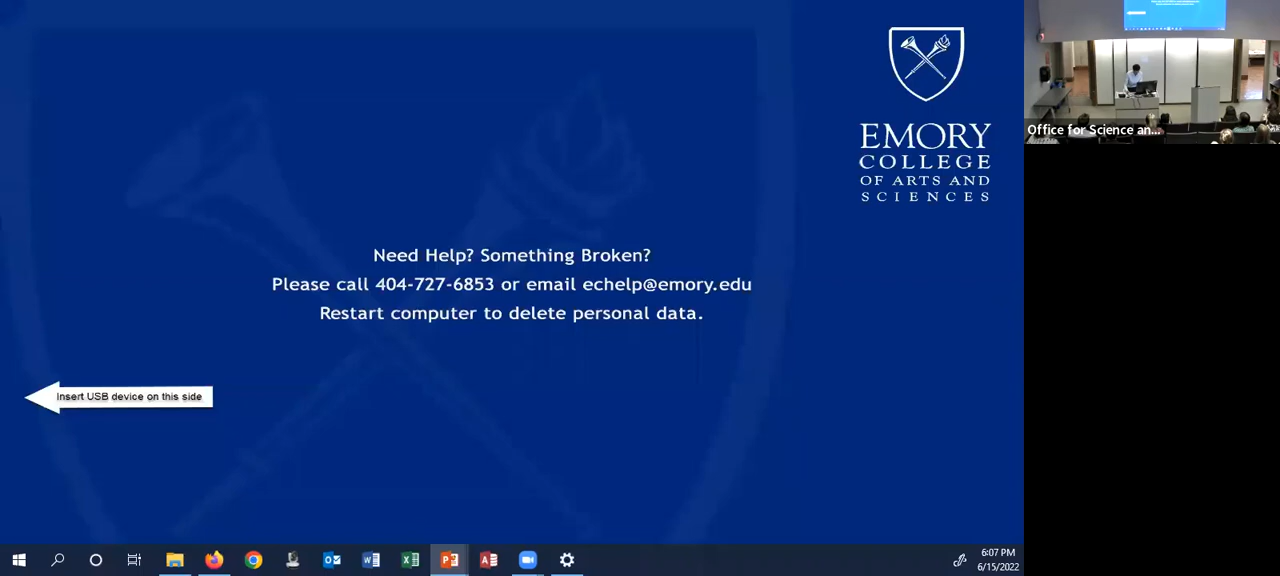 EMORY
COLLEGE
OF ARTS AND
SCIENCES
Office for Science an...
Need Help? Something Broken?
Please call 404-727-6853 or email echelp@emory.edu
Restart computer to delete personal data.
Insert USB device on this side
6:07 PM
6/15/2022